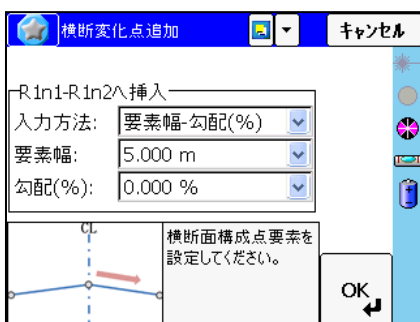 横断変化点追加
キャンセル
R1n1-R1n2へ挿入
入力方法: 要素幅-勾配(%)
要素幅: 5.000 m
勾配(%): 0.000 %
CL
横断面構成点要素を
設定してください。
OK